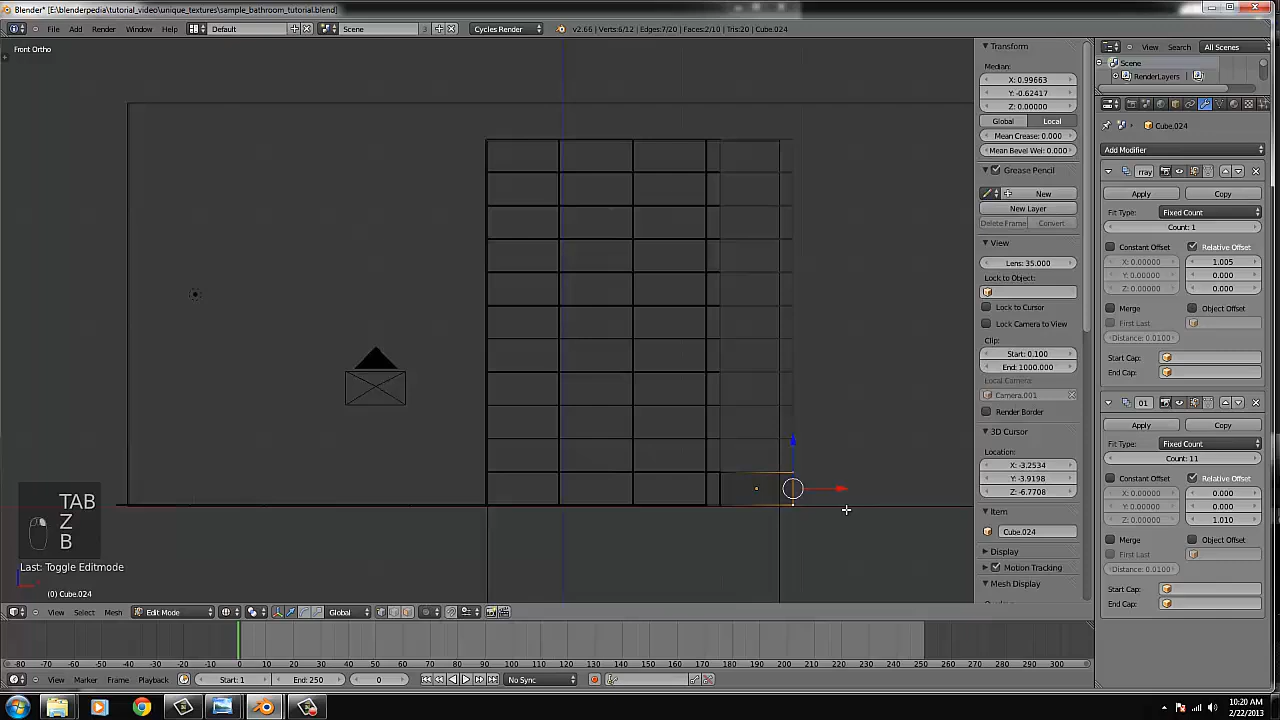 Blender* [E:\blenderpedia\tutorial_video\unique_textures\sample_bathroom_tutorial.blend]
File Add Render Window Help Default Scene 3 Cycles Render v2.66 | Verts:6/12 | Edges:7/20 | Faces:2/10 | Tris:20 | Cube.024
Front Ortho
Transform
Median:
X: 0.99663
Y: -0.62417
Z: 0.00000
Global Local
Mean Crease: 0.000
Mean Bevel Wei: 0.000
Grease Pencil
New
New Layer
Delete Frame Convert
View
Lens: 35.000
Lock to Object:
Lock to Cursor
Lock Camera to View
Clip:
Start: 0.100
End: 1000.000
Local Camera:
Camera.001
Render Border
3D Cursor
Location:
X: -3.2534
Y: -3.9198
Z: -6.7708
Item
Cube.024
Display
Motion Tracking
Mesh Display
View Search All Scenes
Scene
RenderLayers
Cube.024
Add Modifier
rray
Apply Copy
Fit Type: Fixed Count
Count: 1
Constant Offset Relative Offset
X: 0.00000 1.005
Y: 0.00000 0.000
Z: 0.00000 0.000
Merge Object Offset
First Last
Distance: 0.0100
Start Cap:
End Cap:
01
Apply Copy
Fit Type: Fixed Count
Count: 11
Constant Offset Relative Offset
X: 0.00000 0.000
Y: 0.00000 0.000
Z: 0.00000 1.010
Merge Object Offset
First Last
Distance: 0.0100
Start Cap:
End Cap:
TAB
Z
B
Last: Toggle Editmode
(0) Cube.024
View Select Mesh Edit Mode Global
-80 -70 -60 -50 -40 -30 -20 -10 0 10 20 30 40 50 60 70 80 90 100 110 120 130 140 150 160 170 180 190 200 210 220 230 240 250 260 270 280 290 300
View Marker Frame Playback Start: 1 End: 250 0 No Sync
10:20 AM
2/22/2013